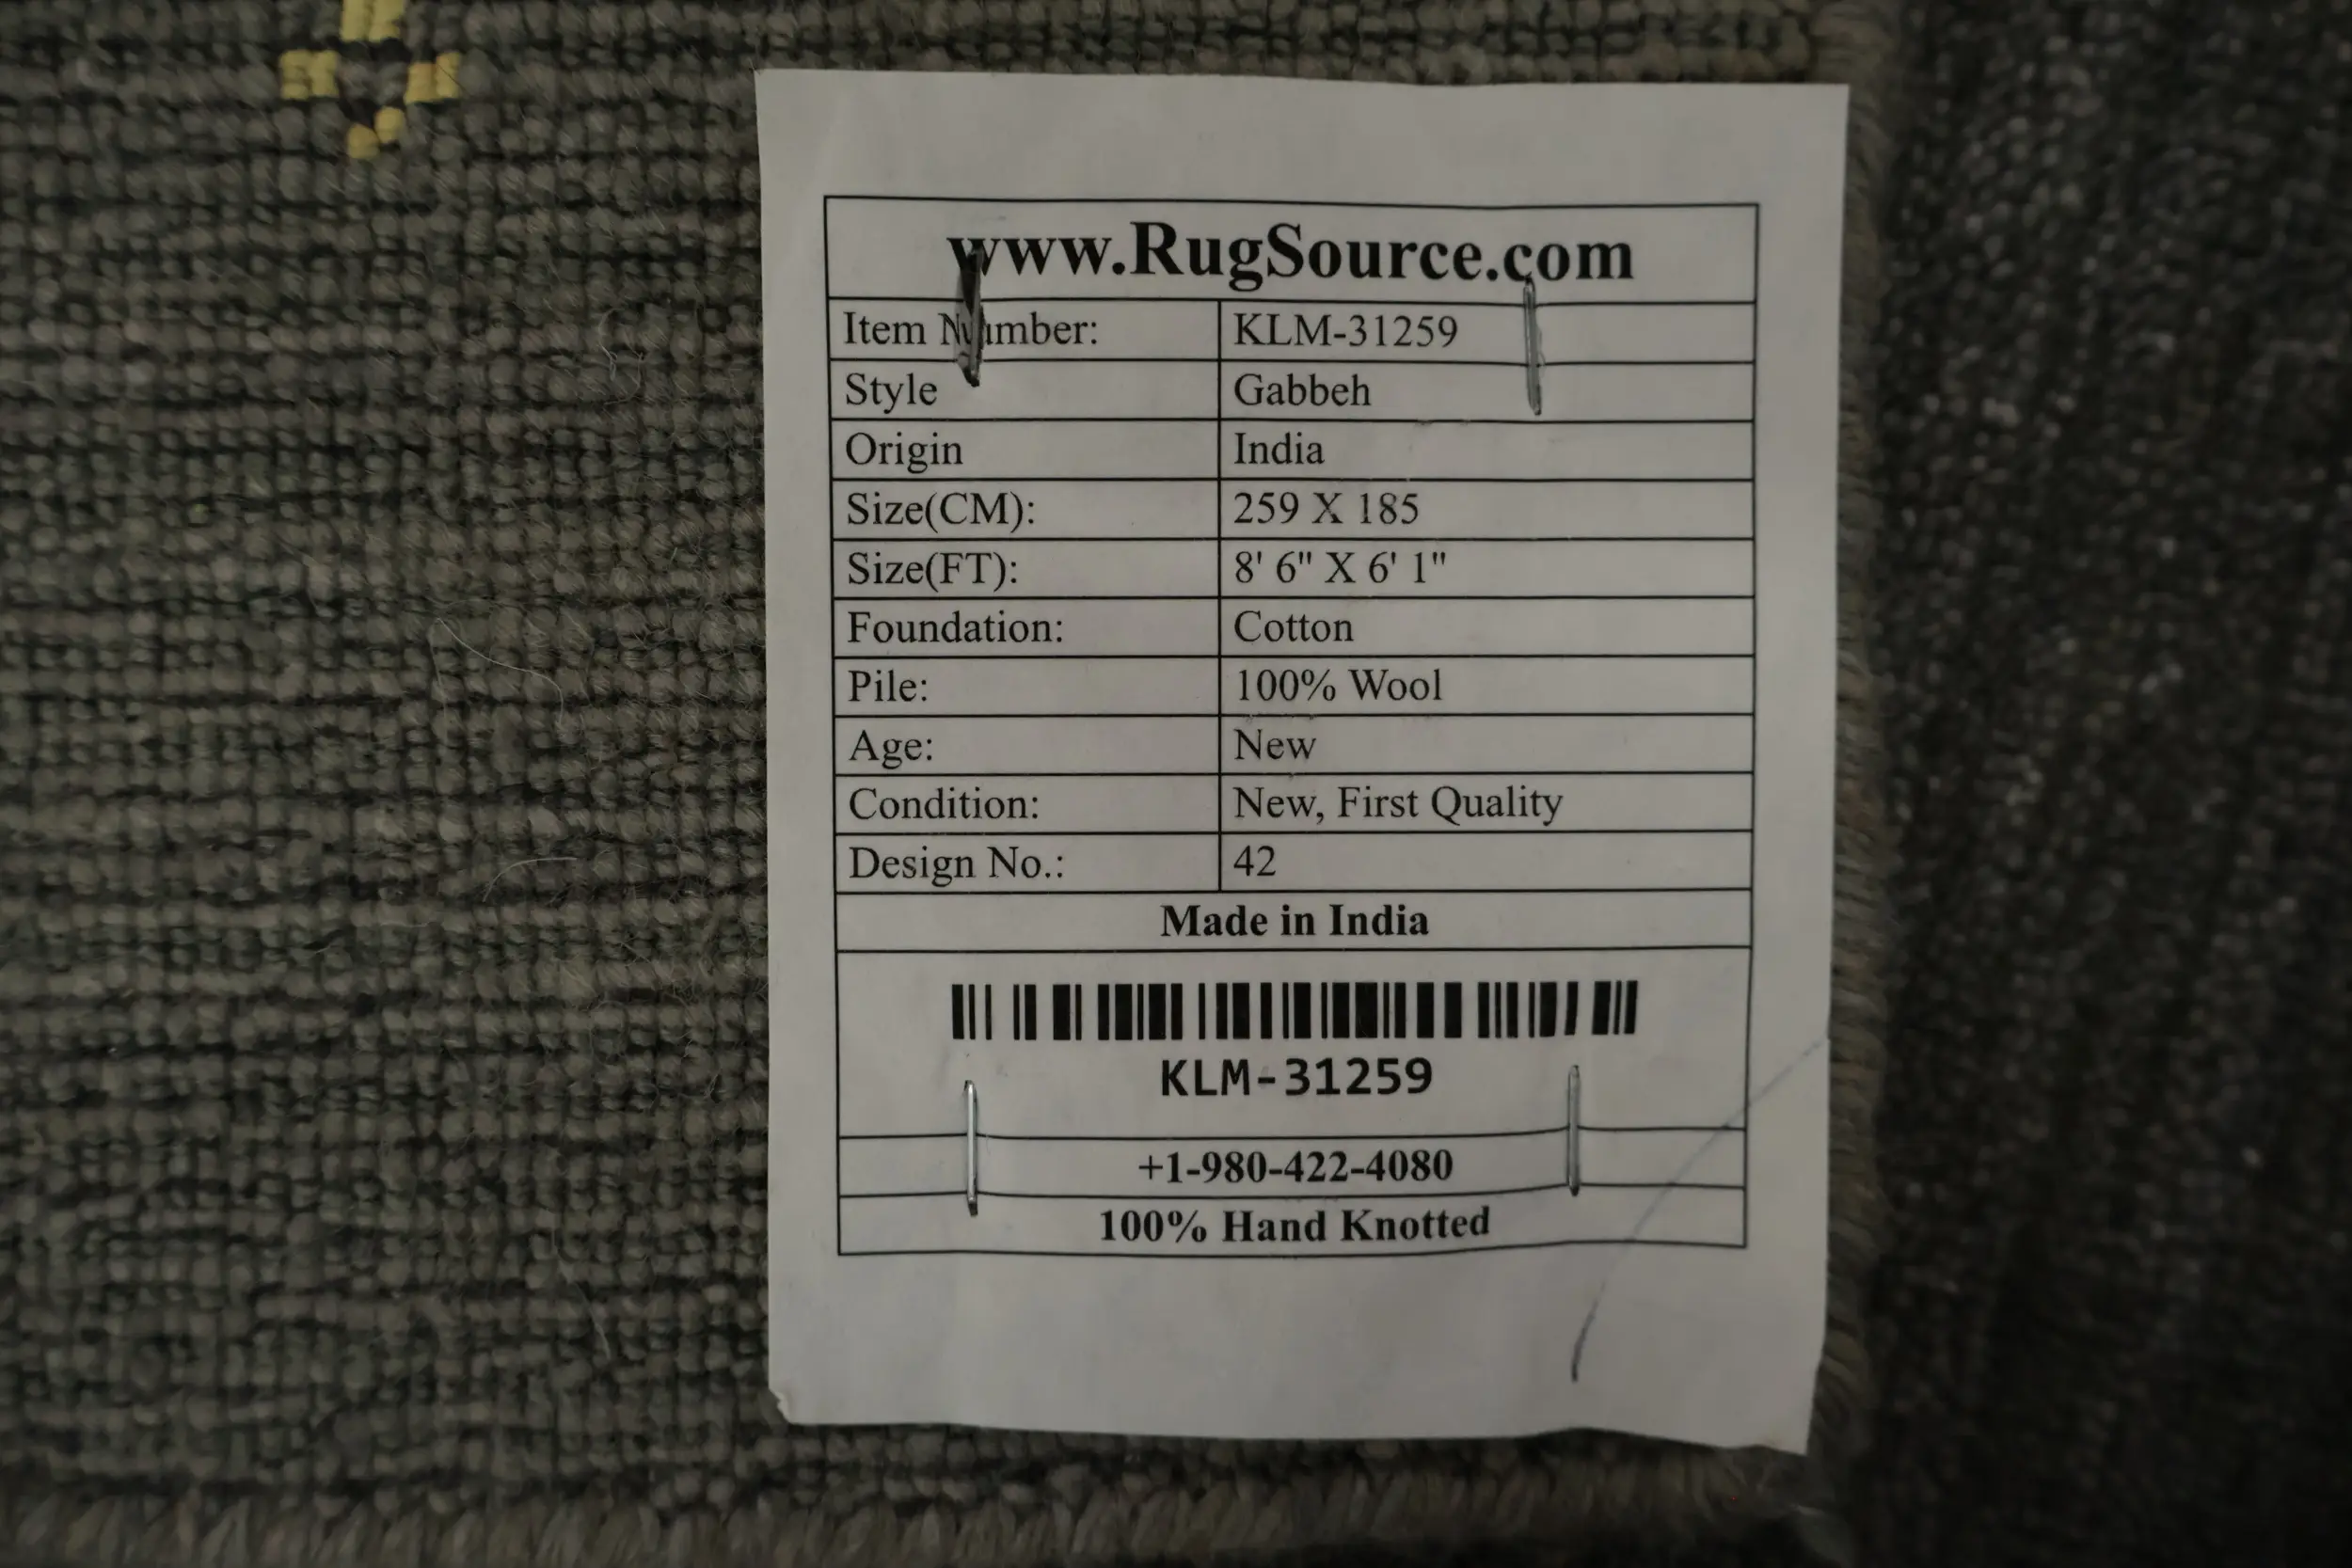 www.RugSource.com
Item Number: KLM-31259
Style Gabbeh
Origin India
Size(CM): 259 X 185
Size(FT): 8' 6" X 6' 1"
Foundation: Cotton
Pile: 100% Wool
Age: New
Condition: New, First Quality
Design No.: 42
Made in India
KLM-31259
+1-980-422-4080
100% Hand Knotted